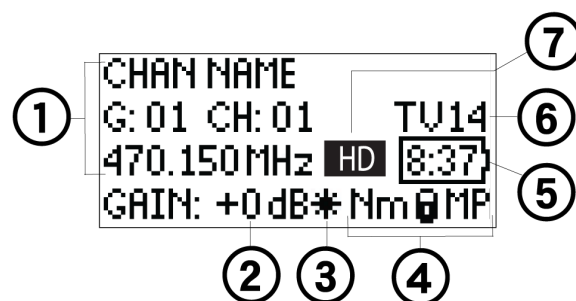 7
CHAN NAME
1 G: 01 CH: 01 TV14 6
470.150 MHz HD 8:37 5
GAIN: +0 dB✱ Nm MP
2 3 4